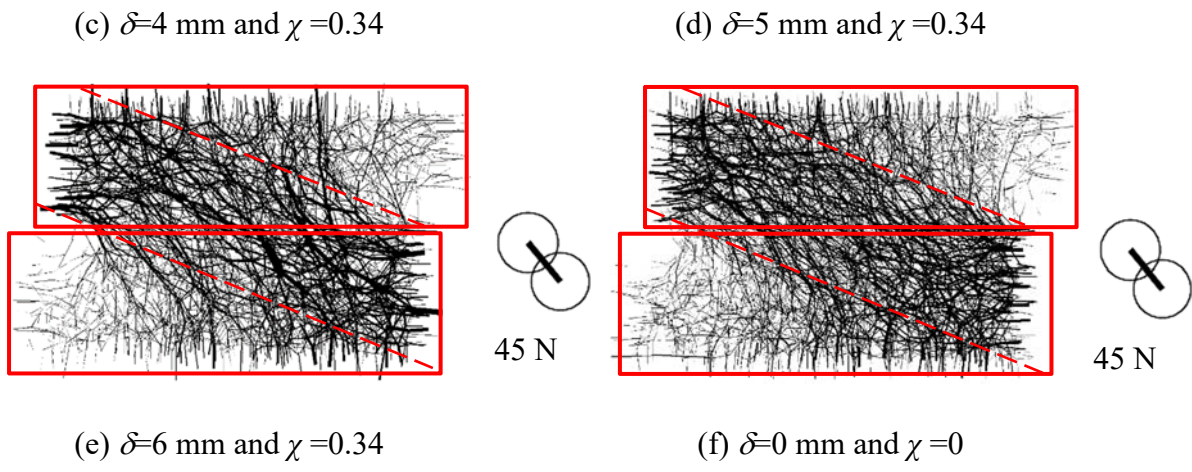 (c) δ=4 mm and χ =0.34
(d) δ=5 mm and χ =0.34
45 N
45 N
(e) δ=6 mm and χ =0.34
(f) δ=0 mm and χ =0